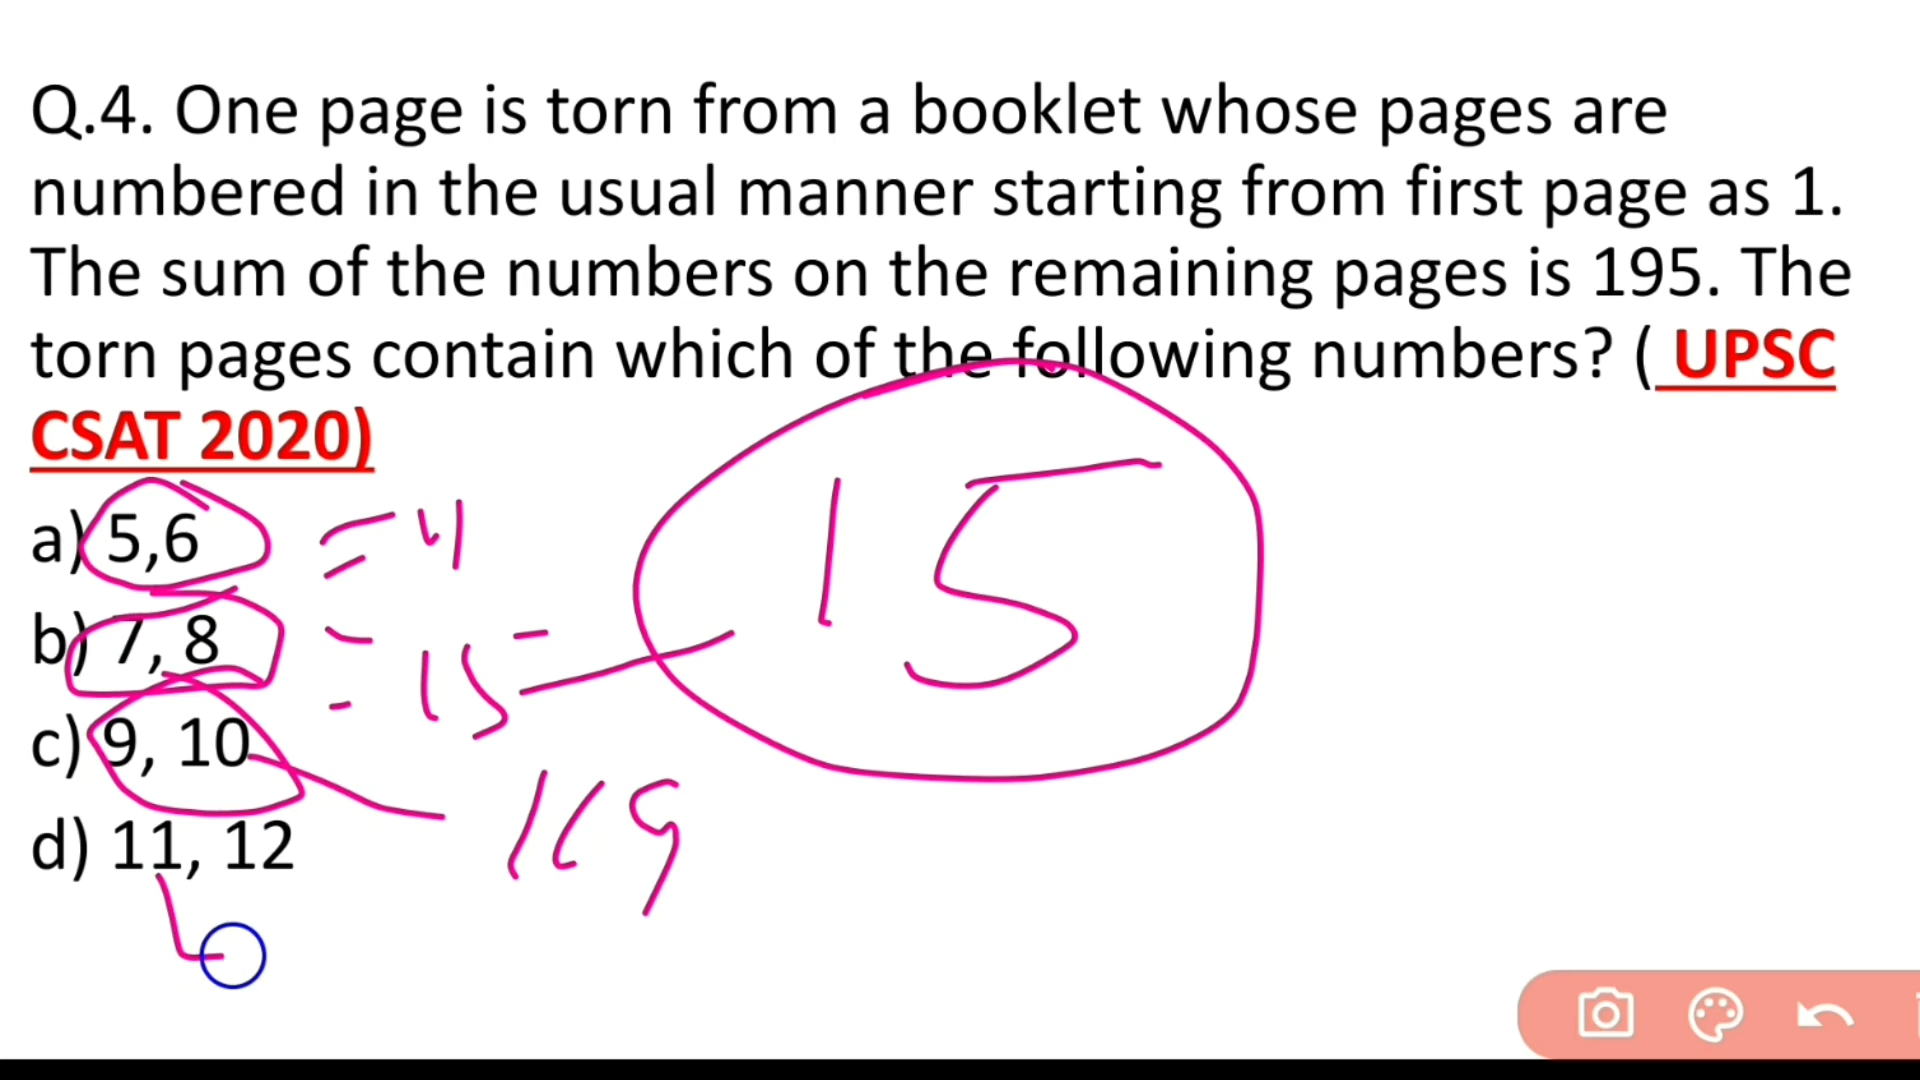 Q.4. One page is torn from a booklet whose pages are
numbered in the usual manner starting from first page as 1.
The sum of the numbers on the remaining pages is 195. The
torn pages contain which of the following numbers? ( UPSC
CSAT 2020)
a) 5,6 = 11
b) 7, 8 = 15 - 15
c) 9, 10
d) 11, 12